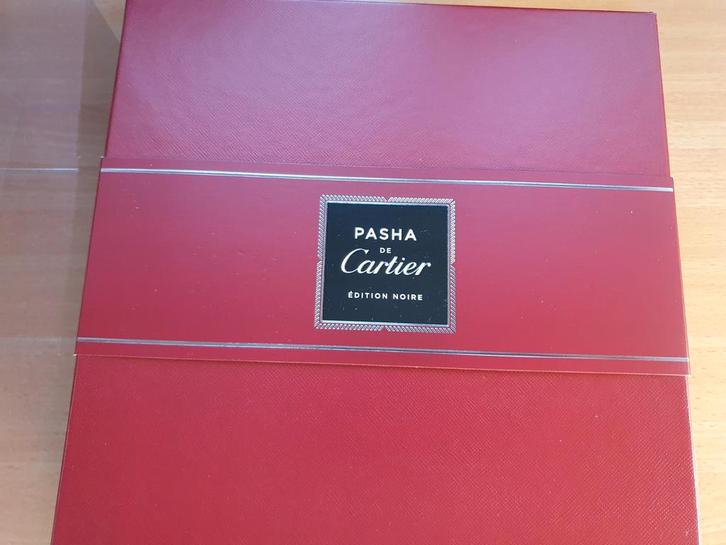 PASHA
DE
Cartier
ÉDITION NOIRE